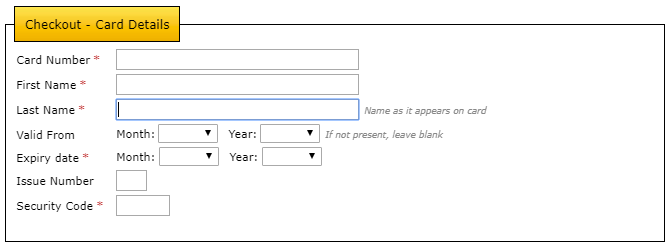 Checkout - Card Details
Card Number *
First Name *
Last Name * Name as it appears on card
Valid From Month: Year: If not present, leave blank
Expiry date * Month: Year:
Issue Number
Security Code *